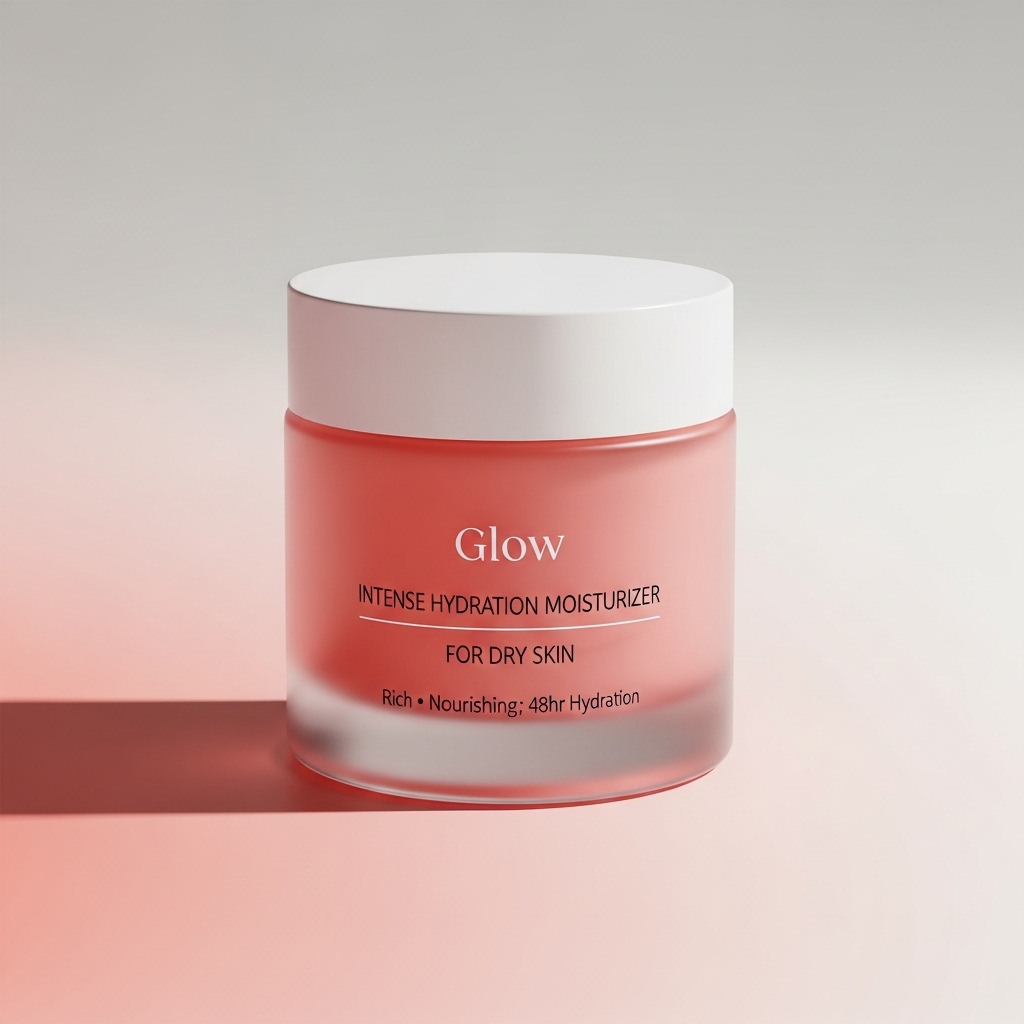 Glow
INTENSE HYDRATION MOISTURIZER
FOR DRY SKIN
Rich • Nourishing; 48hr Hydration